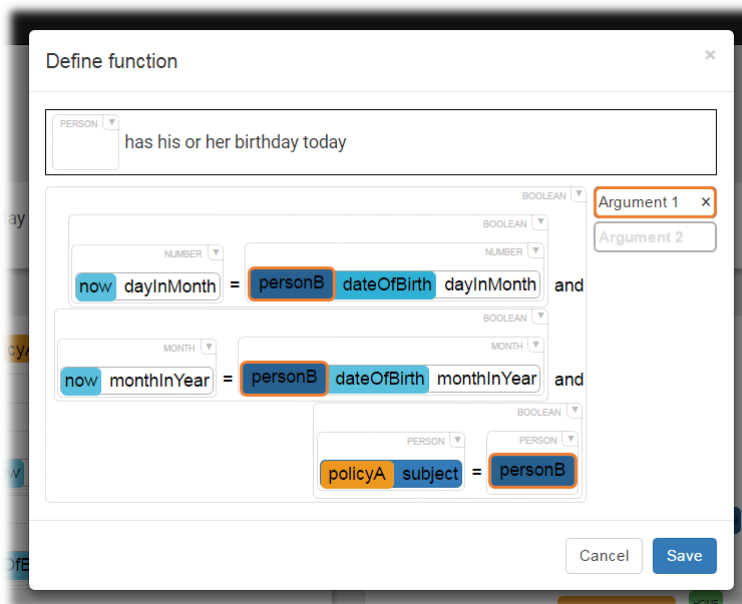 Define function ×
PERSON ▼
has his or her birthday today
BOOLEAN ▼
Argument 1 ×
BOOLEAN ▼
Argument 2
NUMBER ▼ NUMBER ▼
now dayInMonth = personB dateOfBirth dayInMonth and
BOOLEAN ▼
MONTH ▼ MONTH ▼
now monthInYear = personB dateOfBirth monthInYear and
BOOLEAN ▼
PERSON ▼ PERSON ▼
policyA subject = personB
Cancel Save
HOME